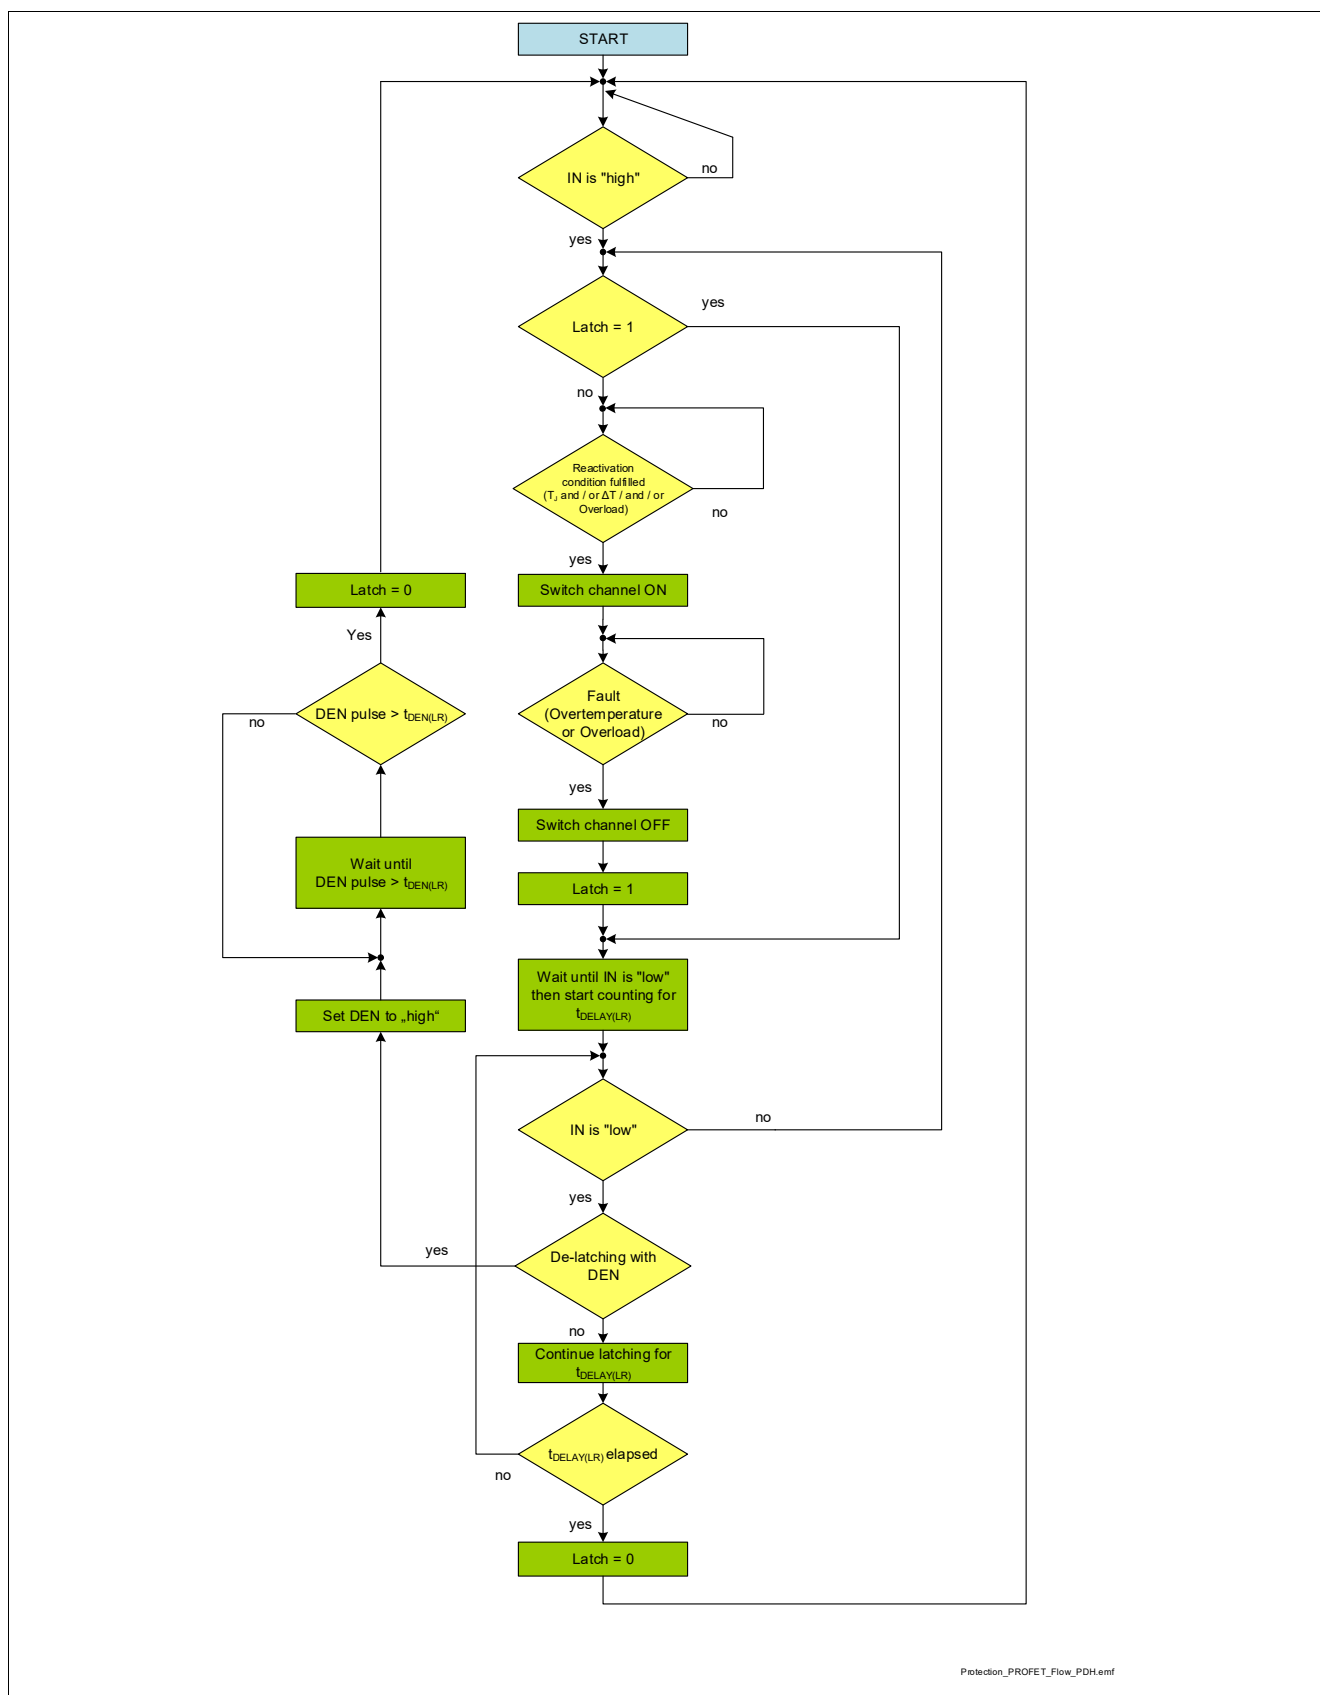 START
IN is "high"
no
yes
Latch = 1
yes
no
Reactivation
condition fulfilled
(TJ and / or ΔT / and / or
Overload)
no
yes
Switch channel ON
Latch = 0
Yes
DEN pulse > tDEN(LR)
no
Fault
(Overtemperature
or Overload)
no
yes
Switch channel OFF
Wait until
DEN pulse > tDEN(LR)
Latch = 1
Wait until IN is "low"
then start counting for
tDELAY(LR)
Set DEN to „high“
IN is "low"
no
yes
De-latching with
DEN
yes
no
Continue latching for
tDELAY(LR)
tDELAY(LR) elapsed
no
yes
Latch = 0
Protection_PROFET_Flow_PDH.emf